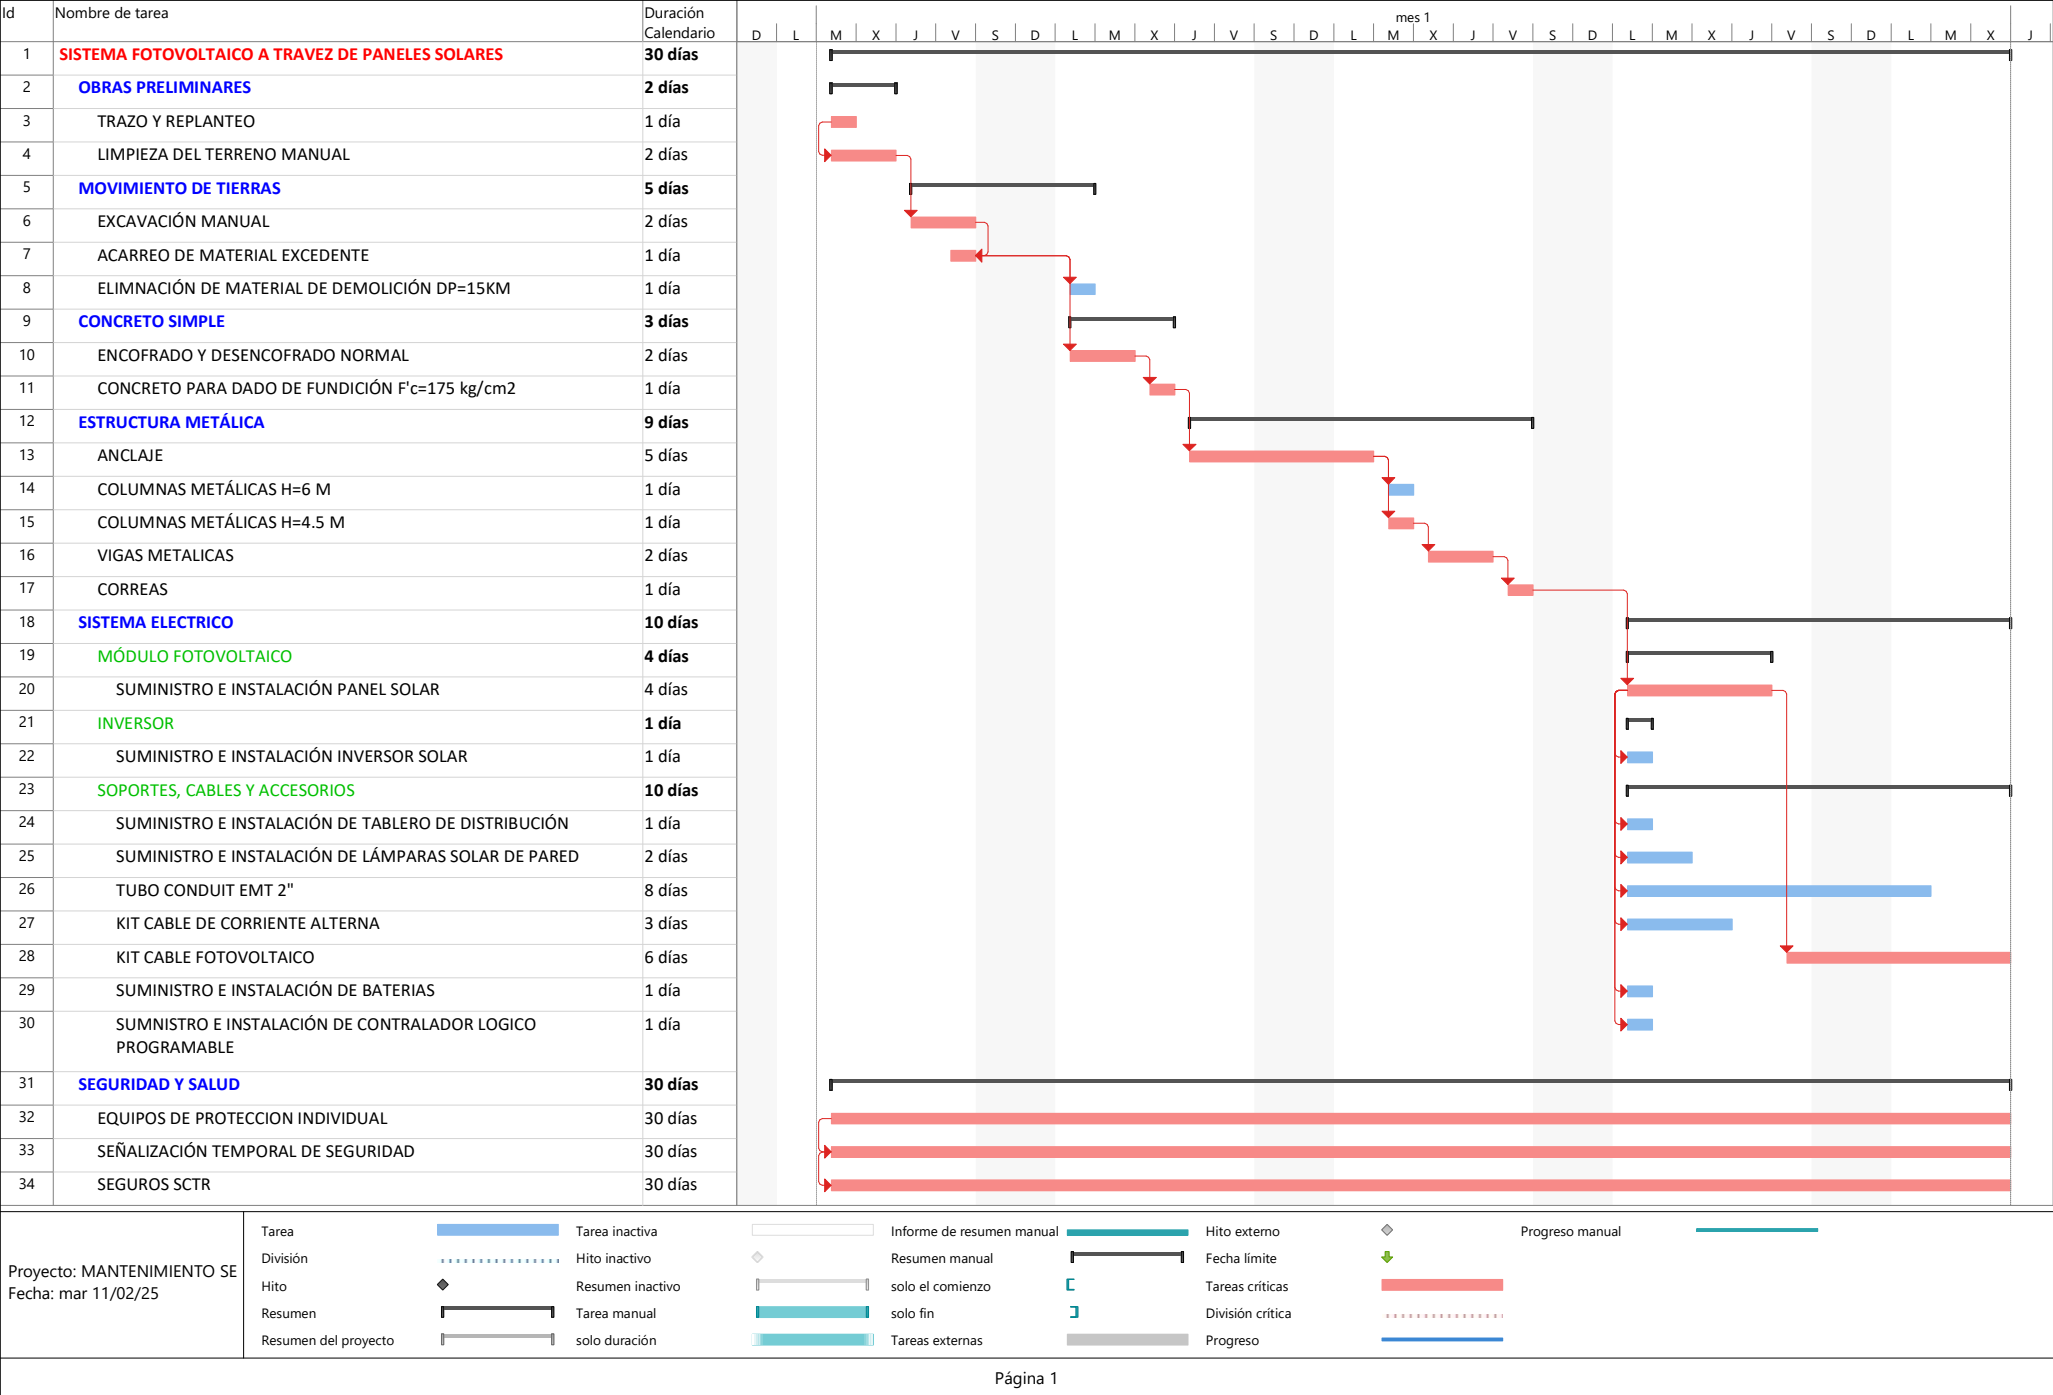 Id Nombre de tarea Duración Calendario
mes 1
D L M X J V S D L M X J V S D L M X J V S D L M X J V S D L M X J
1 SISTEMA FOTOVOLTAICO A TRAVEZ DE PANELES SOLARES 30 días
2 OBRAS PRELIMINARES 2 días
3 TRAZO Y REPLANTEO 1 día
4 LIMPIEZA DEL TERRENO MANUAL 2 días
5 MOVIMIENTO DE TIERRAS 5 días
6 EXCAVACIÓN MANUAL 2 días
7 ACARREO DE MATERIAL EXCEDENTE 1 día
8 ELIMNACIÓN DE MATERIAL DE DEMOLICIÓN DP=15KM 1 día
9 CONCRETO SIMPLE 3 días
10 ENCOFRADO Y DESENCOFRADO NORMAL 2 días
11 CONCRETO PARA DADO DE FUNDICIÓN F'c=175 kg/cm2 1 día
12 ESTRUCTURA METÁLICA 9 días
13 ANCLAJE 5 días
14 COLUMNAS METÁLICAS H=6 M 1 día
15 COLUMNAS METÁLICAS H=4.5 M 1 día
16 VIGAS METALICAS 2 días
17 CORREAS 1 día
18 SISTEMA ELECTRICO 10 días
19 MÓDULO FOTOVOLTAICO 4 días
20 SUMINISTRO E INSTALACIÓN PANEL SOLAR 4 días
21 INVERSOR 1 día
22 SUMINISTRO E INSTALACIÓN INVERSOR SOLAR 1 día
23 SOPORTES, CABLES Y ACCESORIOS 10 días
24 SUMINISTRO E INSTALACIÓN DE TABLERO DE DISTRIBUCIÓN 1 día
25 SUMINISTRO E INSTALACIÓN DE LÁMPARAS SOLAR DE PARED 2 días
26 TUBO CONDUIT EMT 2" 8 días
27 KIT CABLE DE CORRIENTE ALTERNA 3 días
28 KIT CABLE FOTOVOLTAICO 6 días
29 SUMINISTRO E INSTALACIÓN DE BATERIAS 1 día
30 SUMNISTRO E INSTALACIÓN DE CONTRALADOR LOGICO 1 día
PROGRAMABLE
31 SEGURIDAD Y SALUD 30 días
32 EQUIPOS DE PROTECCION INDIVIDUAL 30 días
33 SEÑALIZACIÓN TEMPORAL DE SEGURIDAD 30 días
34 SEGUROS SCTR 30 días
Proyecto: MANTENIMIENTO SE
Fecha: mar 11/02/25
Tarea
División
Hito
Resumen
Resumen del proyecto
Tarea inactiva
Hito inactivo
Resumen inactivo
Tarea manual
solo duración
Informe de resumen manual
Resumen manual
solo el comienzo
solo fin
Tareas externas
Hito externo
Fecha límite
Tareas críticas
División crítica
Progreso
Progreso manual
Página 1